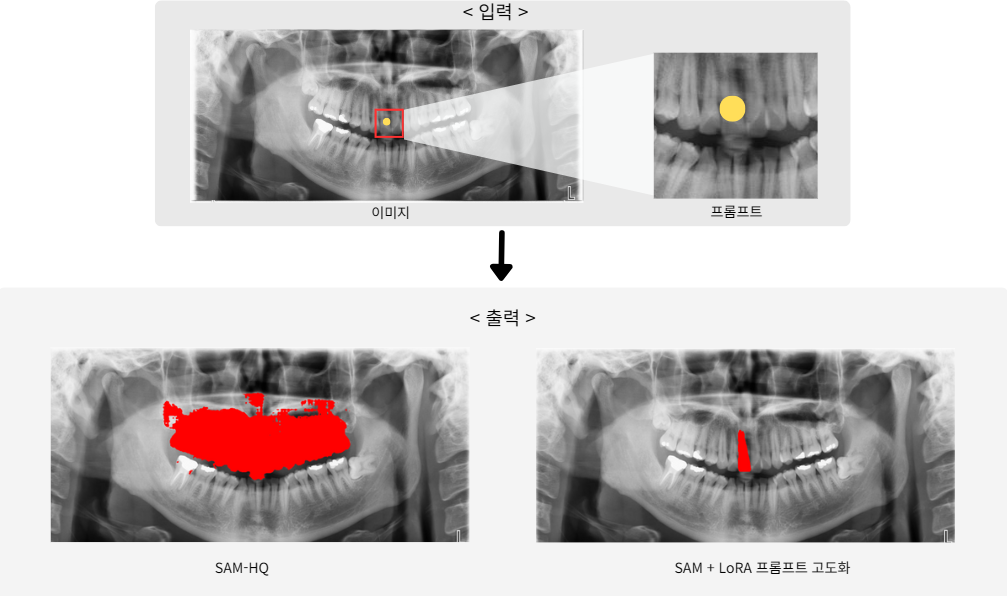 < 입력 >
L
이미지
프롬프트
< 출력 >
L
L
SAM-HQ
SAM + LoRA 프롬프트 고도화